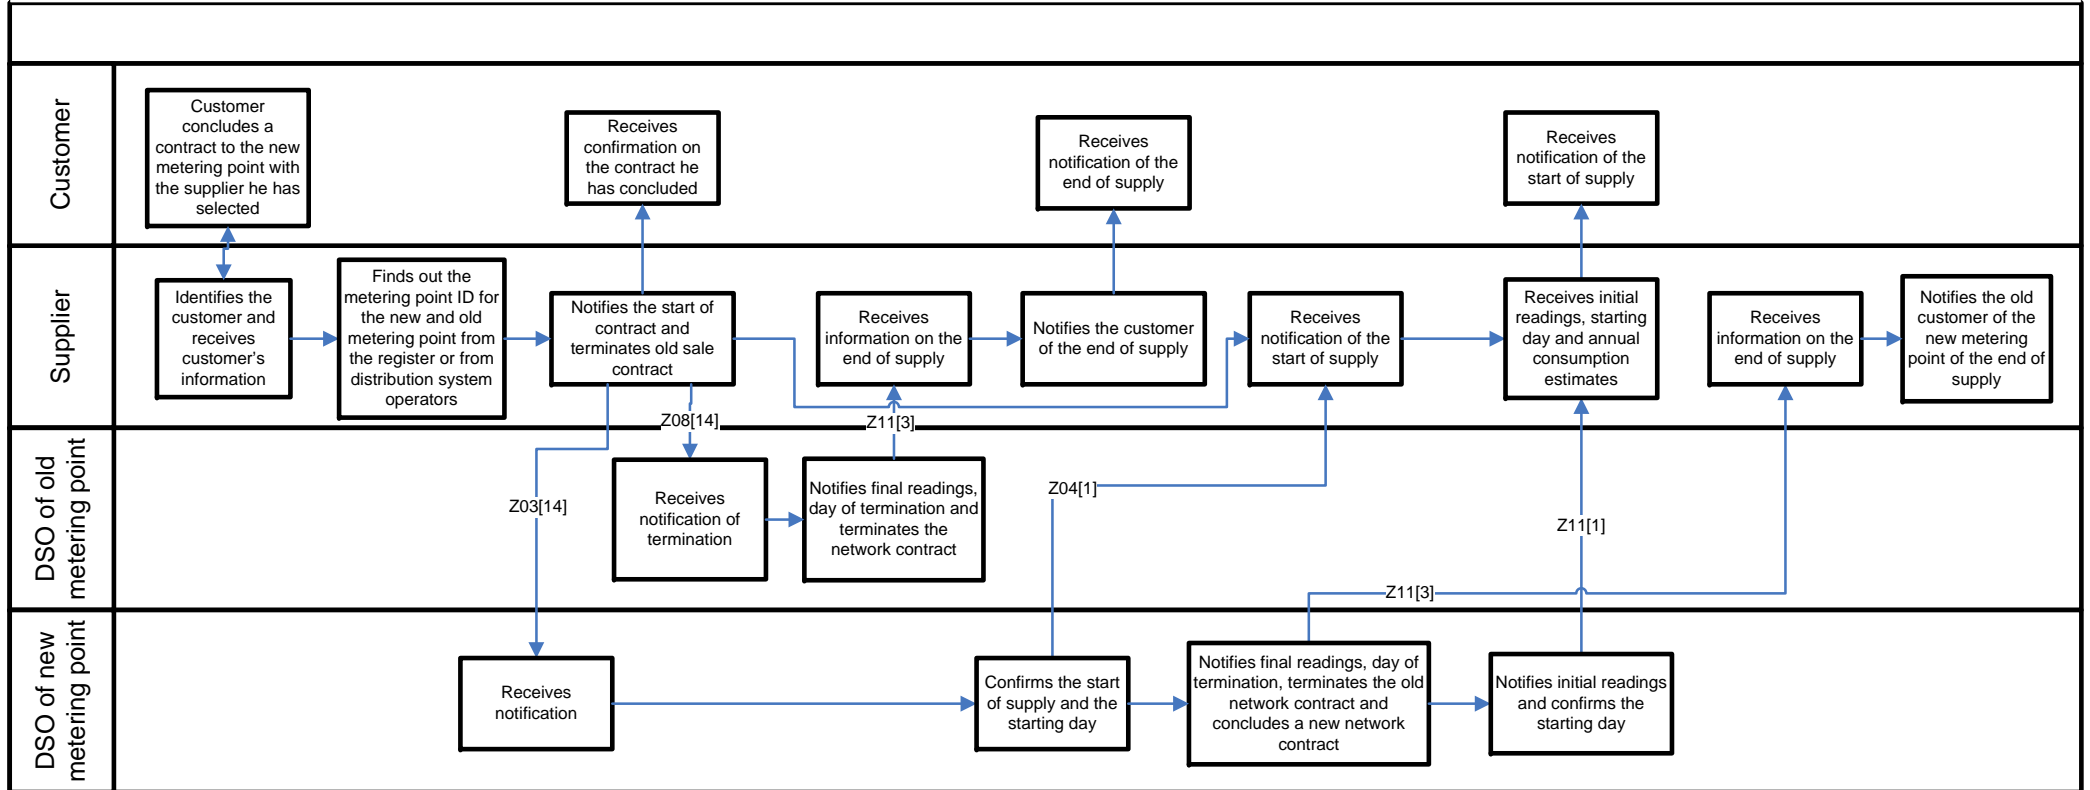 Customer
Customer
concludes a
contract to the new
metering point with
the supplier he has
selected
Receives
confirmation on
the contract he
has concluded
Receives
notification of the
end of supply
Receives
notification of the
start of supply
Supplier
Identifies the
customer and
receives
customer’s
information
Finds out the
metering point ID for
the new and old
metering point from
the register or from
distribution system
operators
Notifies the start of
contract and
terminates old sale
contract
Receives
information on the
end of supply
Notifies the customer
of the end of supply
Receives
notification of the
start of supply
Receives initial
readings, starting
day and annual
consumption
estimates
Receives
information on the
end of supply
Notifies the old
customer of the
new metering
point of the end of
supply
Z08[14]
Z11[3]
DSO of old
metering point
Z03[14]
Receives
notification of
termination
Notifies final readings,
day of termination and
terminates the
network contract
Z04[1]
Z11[1]
Z11[3]
DSO of new
metering point
Receives
notification
Confirms the start
of supply and the
starting day
Notifies final readings, day of
termination, terminates the old
network contract and
concludes a new network
contract
Notifies initial readings
and confirms the
starting day